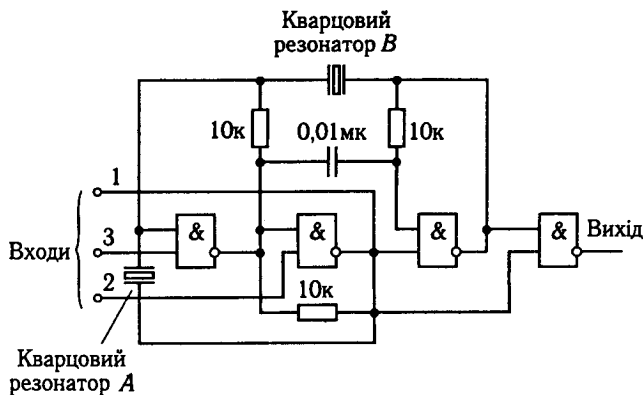 Кварцовий
резонатор В
10к
0,01мк
10к
1
Входи
3
&
&
&
&
Вихід
2
10к
Кварцовий
резонатор А